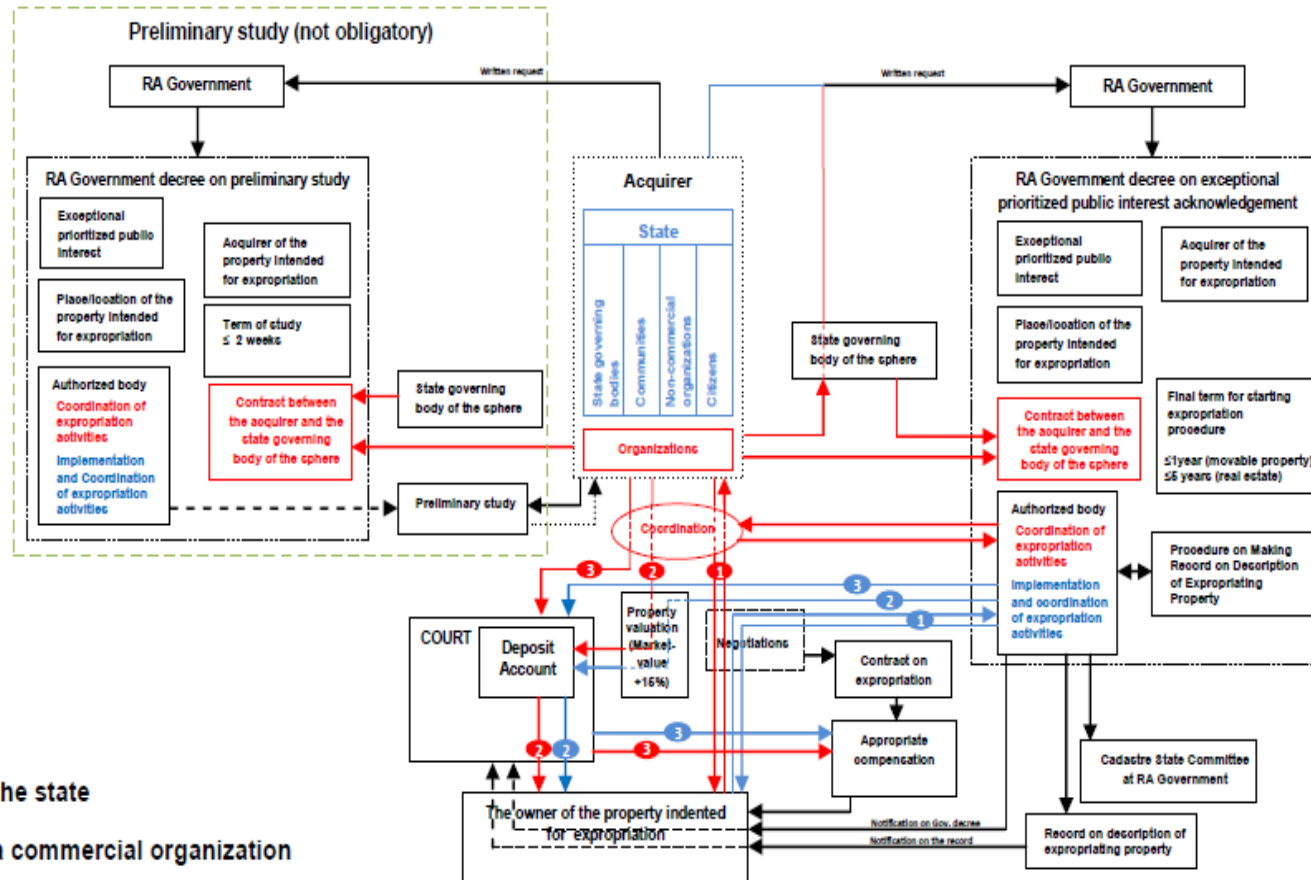 Preliminary study (not obligatory)
Written request
Written request
RA Government
RA Government
RA Government decree on preliminary study
Exceptional
prioritized public
interest
Acquirer of the
property intended
for expropriation
Place/location of the
property intended
for expropriation
Term of study
≤ 2 weeks
Authorized body
Coordination of
expropriation
activities
Implementation
and Coordination
of expropriation
activities
Contract between
the acquirer and the
state governing
body of the sphere
State governing
body of the sphere
Preliminary study
Acquirer
State
State governing
bodies
Communities
Non-commercial
organizations
Citizens
Organizations
Coordination
State governing
body of the sphere
RA Government decree on exceptional
prioritized public interest acknowledgement
Exceptional
prioritized public
interest
Acquirer of the
property intended
for expropriation
Place/location of the
property intended
for expropriation
Contract between
the acquirer and the
state governing
body of the sphere
Final term for starting
expropriation
procedure
≤1year (movable property)
≤5 years (real estate)
Authorized body
Coordination of
expropriation
activities
Implementation
and coordination
of expropriation
activities
Procedure on Making
Record on Description
of Expropriating
Property
3
2
1
3
2
1
COURT
Deposit
Account
Property
valuation
(Market-
value
+15%)
Negotiations
Contract on
expropriation
3
3
2
2
Appropriate
compensation
Cadastre State Committee
at RA Government
The owner of the property indented
for expropriation
Notification on Gov. decree
Notification on the record
Record on description of
expropriating property
he state
a commercial organization